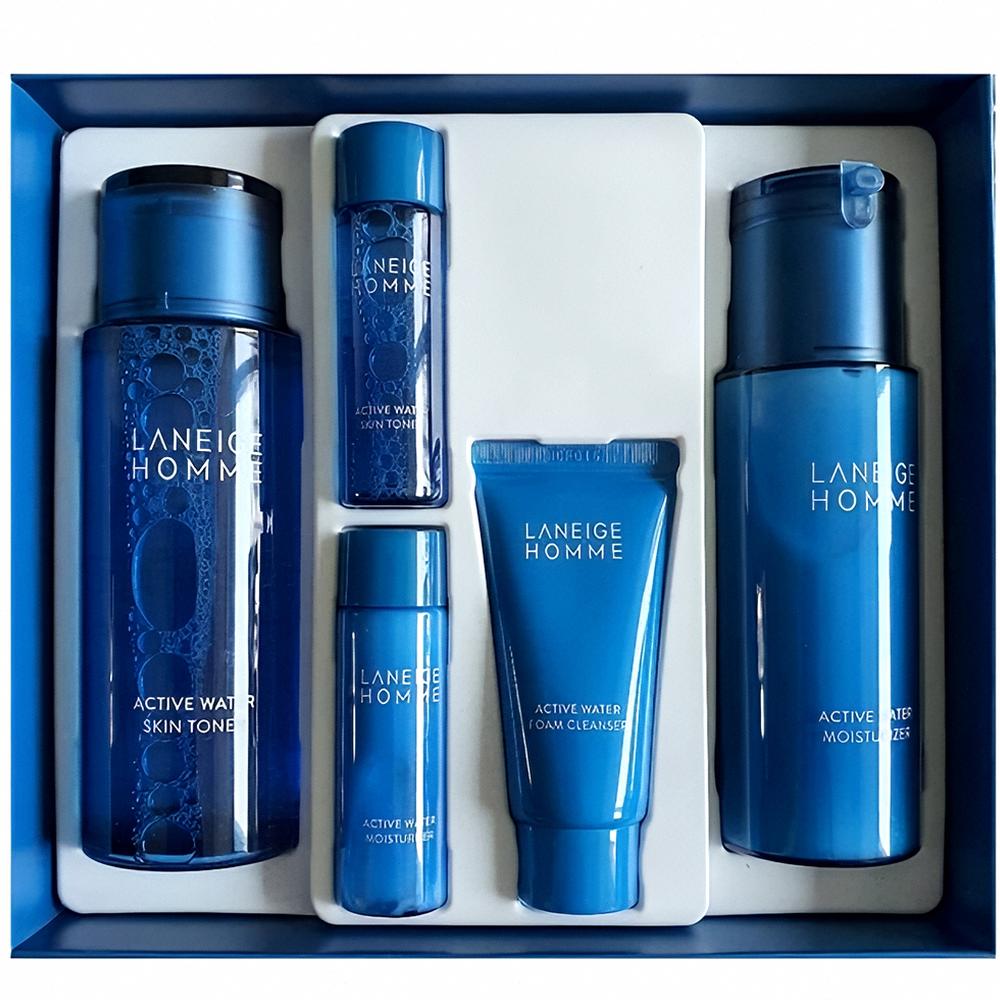 LANEIGE
HOMME
ACTIVE WATER
SKIN TONER
LANEIGE
HOMME
ACTIVE WATER
SKIN TONER
LANEIGE
HOMME
ACTIVE WATER
MOISTURIZER
LANEIGE
HOMME
ACTIVE WATER
FOAM CLEANSER
LANEIGE
HOMME
ACTIVE WATER
MOISTURIZER